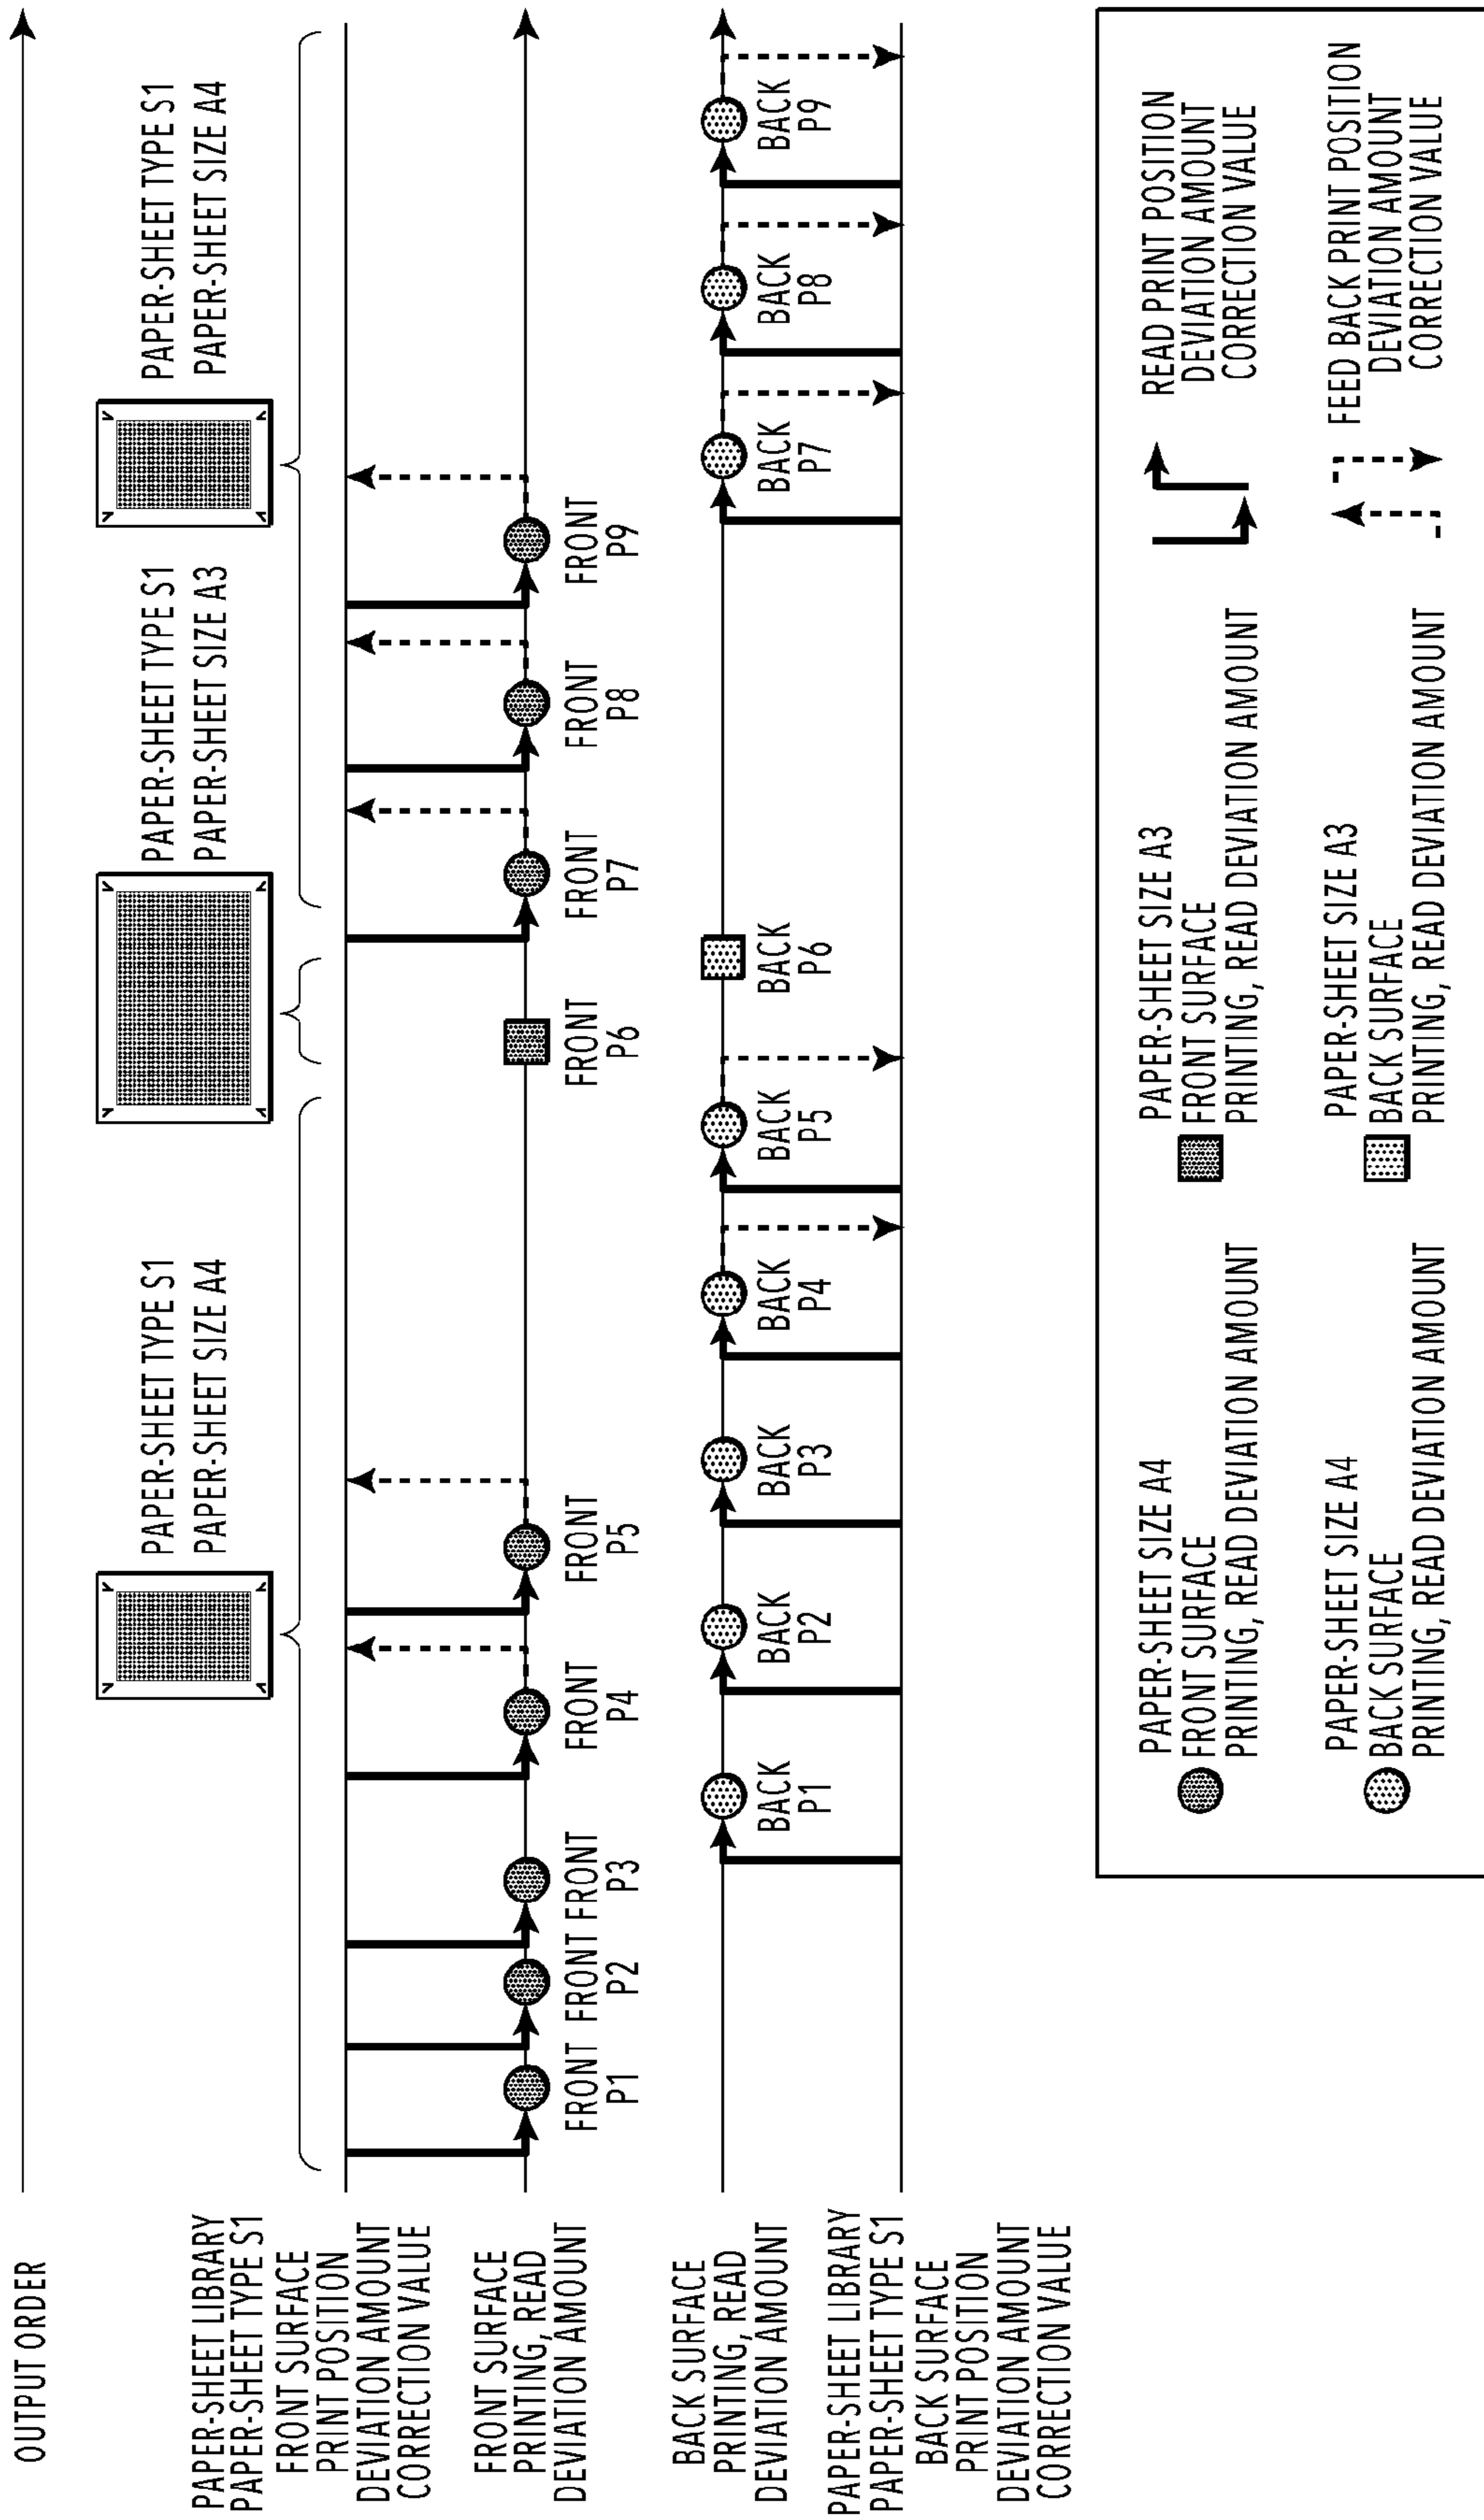 OUTPUT ORDER
PAPER-SHEET TYPE S1
PAPER-SHEET SIZE A4
PAPER-SHEET TYPE S1
PAPER-SHEET SIZE A3
PAPER-SHEET TYPE S1
PAPER-SHEET SIZE A4
PAPER-SHEET LIBRARY
PAPER-SHEET TYPE S1
FRONT SURFACE
PRINT POSITION
DEVIATION AMOUNT
CORRECTION VALUE
FRONT SURFACE
PRINTING, READ
DEVIATION AMOUNT
FRONT
P1
FRONT
P2
FRONT
P3
FRONT
P4
FRONT
P5
FRONT
P6
FRONT
P7
FRONT
P8
FRONT
P9
BACK SURFACE
PRINTING, READ
DEVIATION AMOUNT
BACK
P1
BACK
P2
BACK
P3
BACK
P4
BACK
P5
BACK
P6
BACK
P7
BACK
P8
BACK
P9
PAPER-SHEET LIBRARY
PAPER-SHEET TYPE S1
BACK SURFACE
PRINT POSITION
DEVIATION AMOUNT
CORRECTION VALUE
PAPER-SHEET SIZE A4
FRONT SURFACE
PRINTING, READ DEVIATION AMOUNT
PAPER-SHEET SIZE A3
FRONT SURFACE
PRINTING, READ DEVIATION AMOUNT
READ PRINT POSITION
DEVIATION AMOUNT
CORRECTION VALUE
PAPER-SHEET SIZE A4
BACK SURFACE
PRINTING, READ DEVIATION AMOUNT
PAPER-SHEET SIZE A3
BACK SURFACE
PRINTING, READ DEVIATION AMOUNT
FEED BACK PRINT POSITION
DEVIATION AMOUNT
CORRECTION VALUE